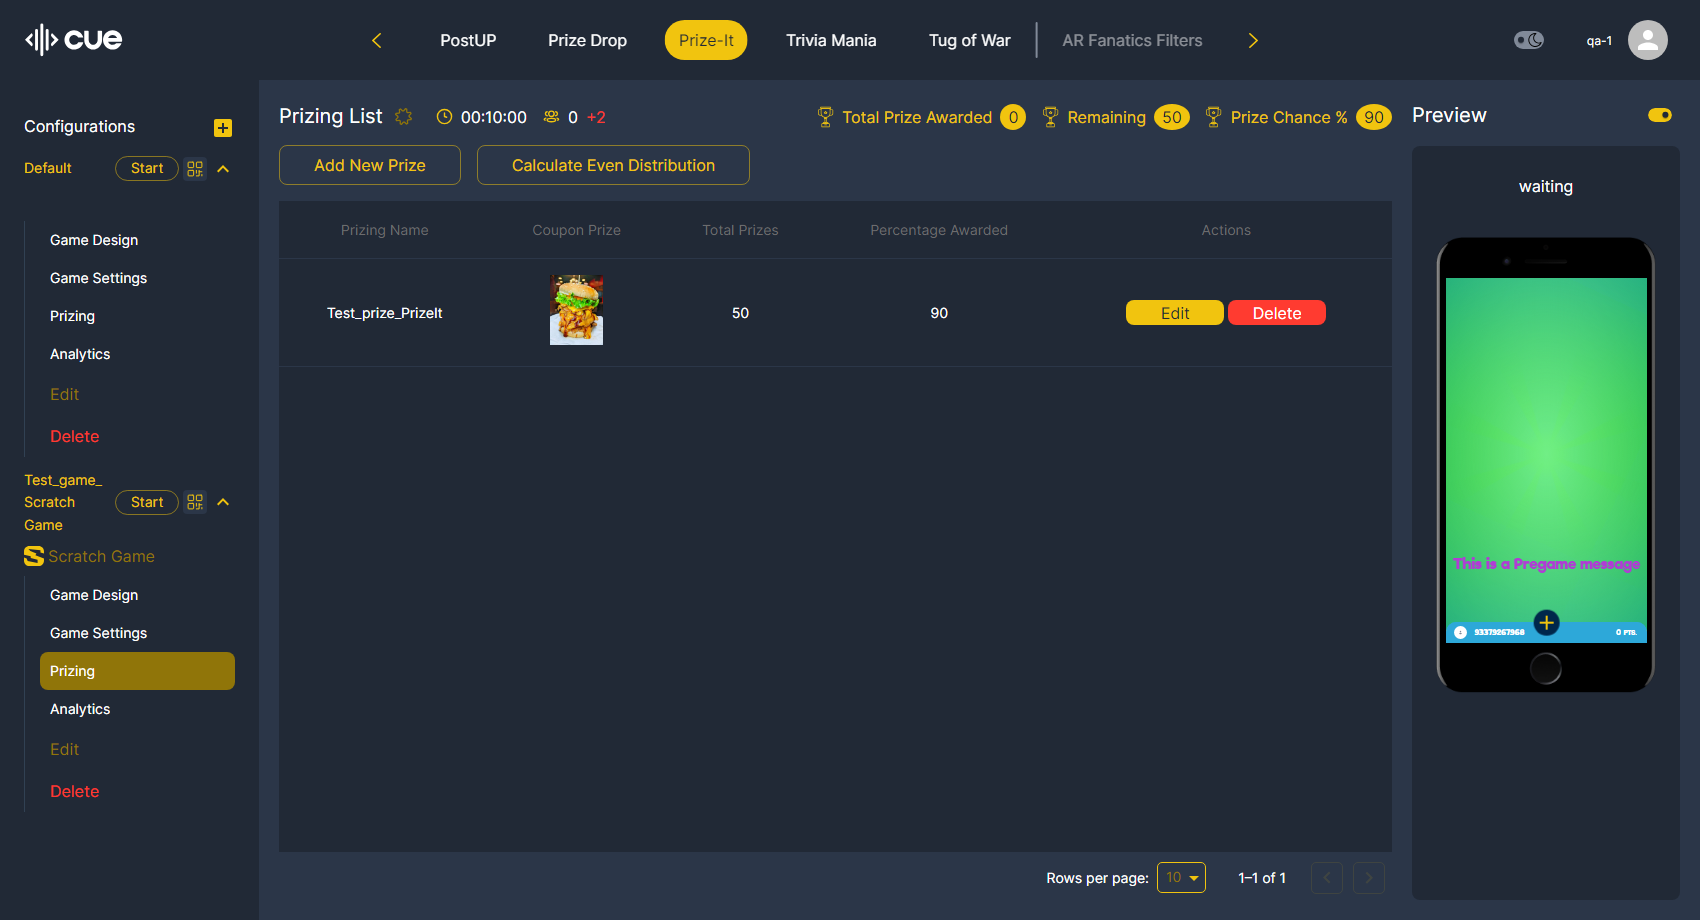 cue
PostUP
Prize Drop
Prize-It
Trivia Mania
Tug of War
AR Fanatics Filters
qa-1
Configurations
Default
Start
Game Design
Game Settings
Prizing
Analytics
Edit
Delete
Test_game_
Scratch
Game
Start
Scratch Game
Game Design
Game Settings
Prizing
Analytics
Edit
Delete
Prizing List
00:10:00
0 +2
Total Prize Awarded 0
Remaining 50
Prize Chance % 90
Add New Prize
Calculate Even Distribution
Prizing Name
Coupon Prize
Total Prizes
Percentage Awarded
Actions
Test_prize_PrizeIt
50
90
Edit
Delete
Rows per page:
10
1–1 of 1
Preview
waiting
This is a Pregame message
93379267968
0 PTS.